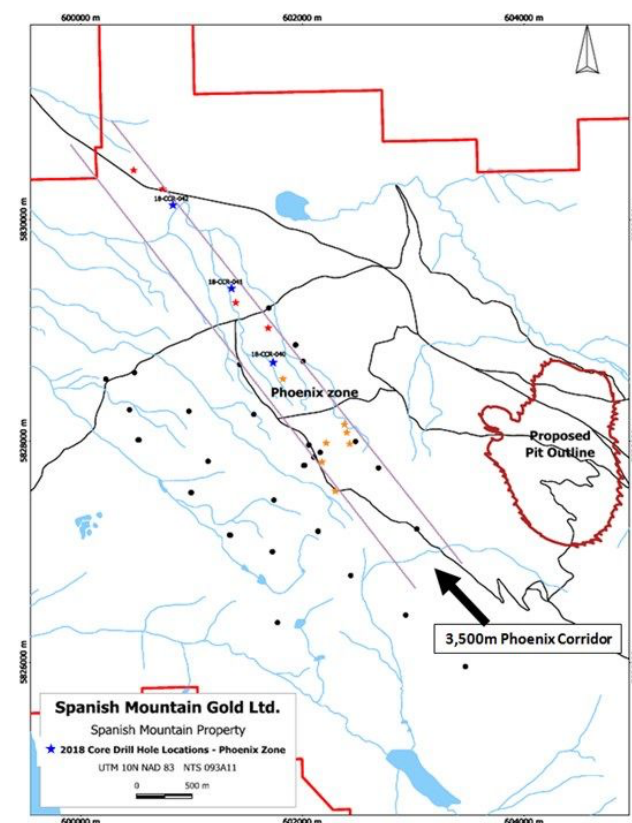 600000 m
602000 m
604000 m
5830000 m
18-CCR-042
18-CCR-041
18-CCR-040
Phoenix zone
5828000 m
Proposed
Pit Outline
3,500m Phoenix Corridor
5826000 m
Spanish Mountain Gold Ltd.
Spanish Mountain Property
2018 Core Drill Hole Locations - Phoenix Zone
UTM 10N NAD 83 NTS 093A11
0 500 m
600000 m
602000 m
604000 m